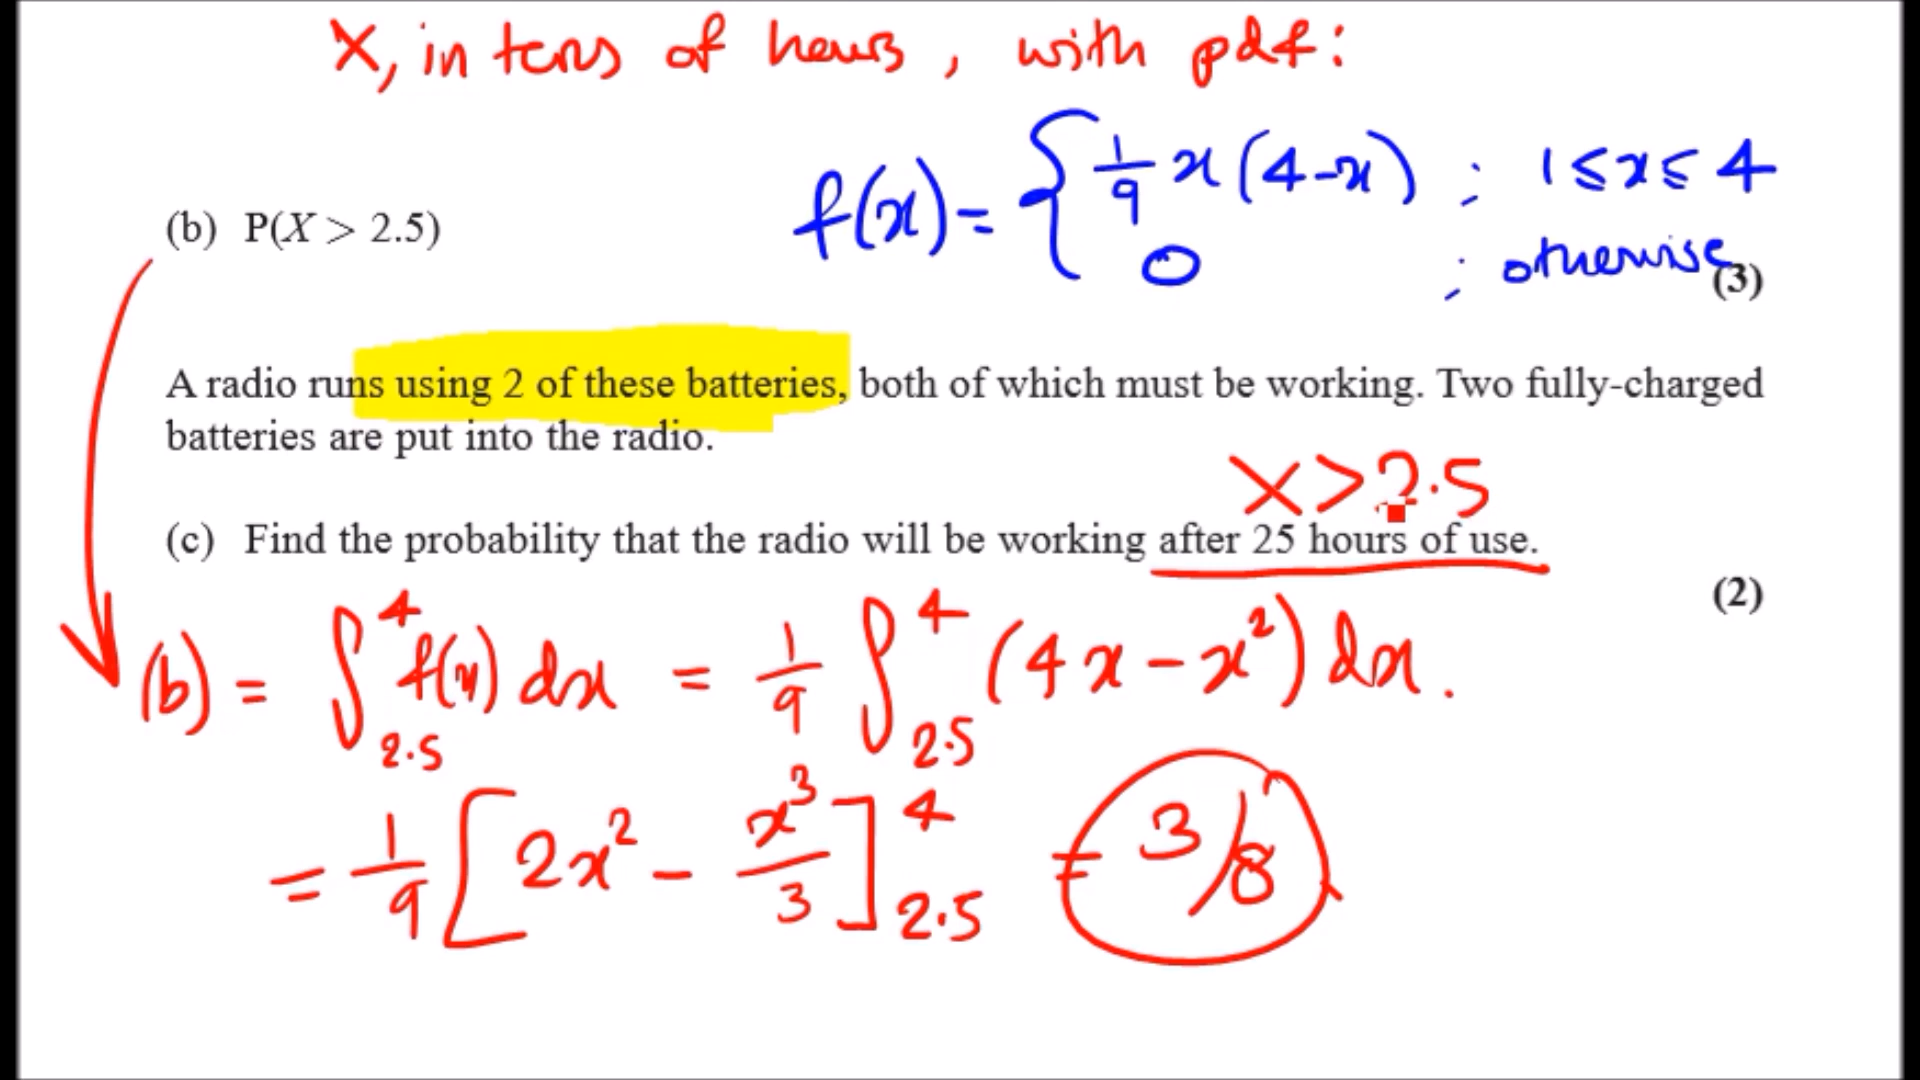 X, in tens of hours, with pdf:
f(x) = { 1/9 x(4-x) ; 1 ≤ x ≤ 4
0 ; otherwise
(b) P(X > 2.5)
(3)
A radio runs using 2 of these batteries, both of which must be working. Two fully-charged
batteries are put into the radio.
X > 2.5
(c) Find the probability that the radio will be working after 25 hours of use.
(2)
(b) = ∫_{2.5}^{4} f(x) dx = 1/9 ∫_{2.5}^{4} (4x - x²) dx.
= 1/9 [2x² - x³/3]_{2.5}^{4} = 3/8